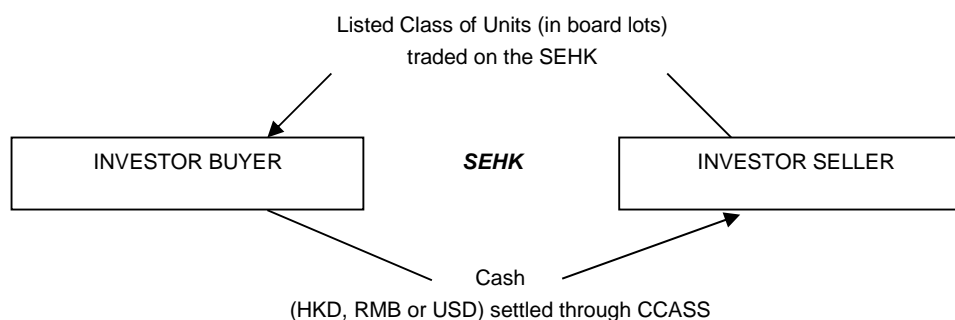 Listed Class of Units (in board lots)
traded on the SEHK
INVESTOR BUYER
SEHK
INVESTOR SELLER
Cash
(HKD, RMB or USD) settled through CCASS